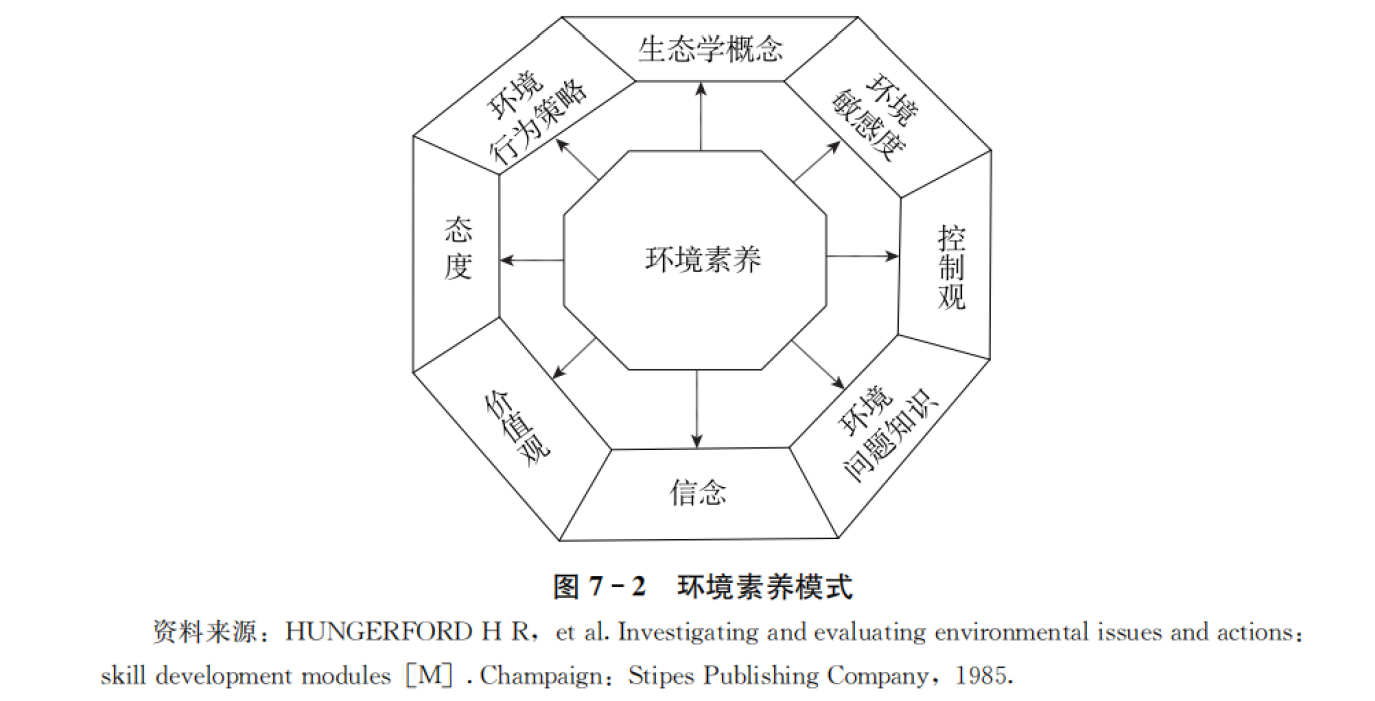 生态学概念
环境
敏感度
控制观
环境
问题知识
信念
价值观
态度
环境
行为策略
环境素养
图 7-2 环境素养模式
资料来源：HUNGERFORD H R，et al. Investigating and evaluating environmental issues and actions：
skill development modules［M］. Champaign：Stipes Publishing Company，1985.